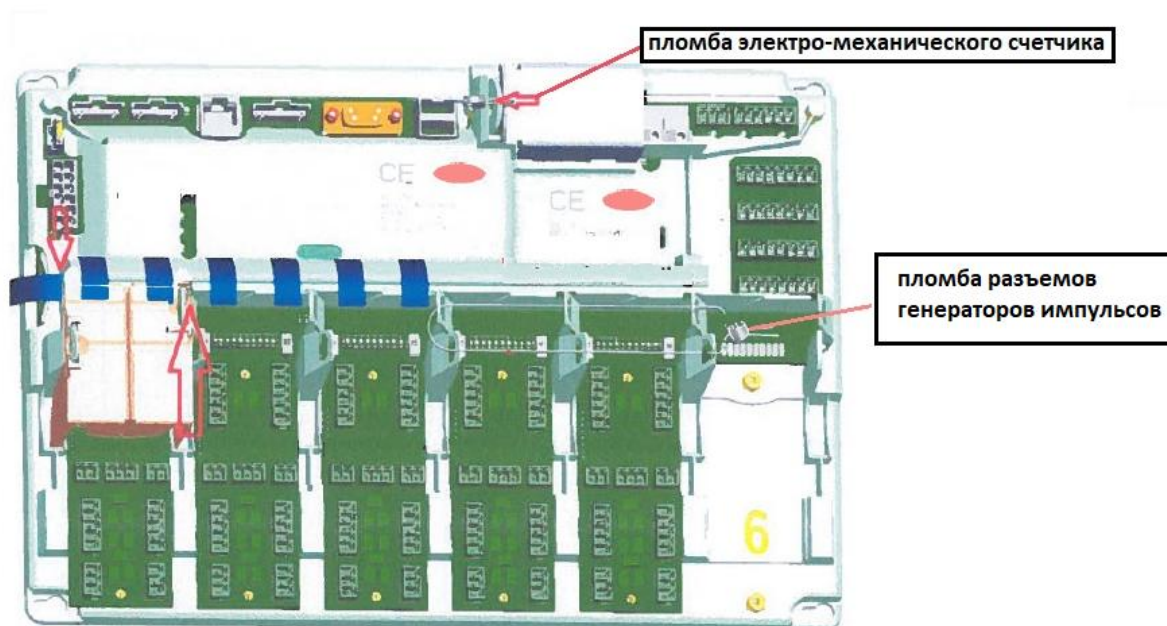 пломба электро-механического счетчика
CE
CE
пломба разъемов
генераторов импульсов
6